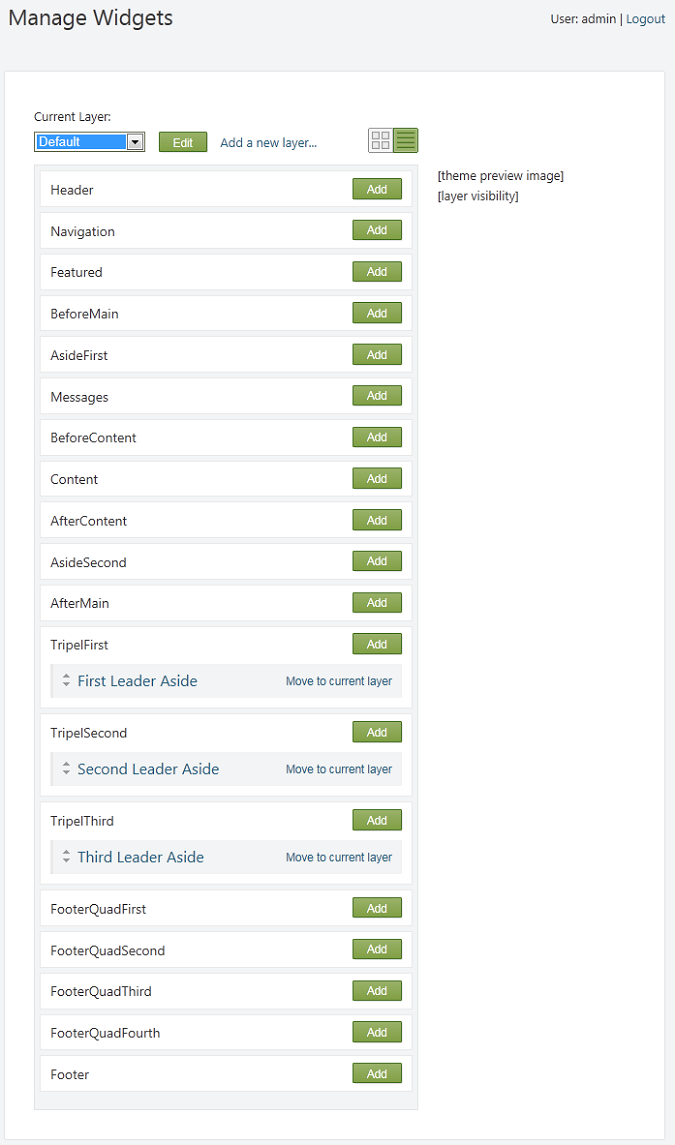 Manage Widgets
User: admin | Logout
Current Layer:
Default Edit Add a new layer...
[theme preview image]
[layer visibility]
Header Add
Navigation Add
Featured Add
BeforeMain Add
AsideFirst Add
Messages Add
BeforeContent Add
Content Add
AfterContent Add
AsideSecond Add
AfterMain Add
TripelFirst Add
First Leader Aside Move to current layer
TripelSecond Add
Second Leader Aside Move to current layer
TripelThird Add
Third Leader Aside Move to current layer
FooterQuadFirst Add
FooterQuadSecond Add
FooterQuadThird Add
FooterQuadFourth Add
Footer Add